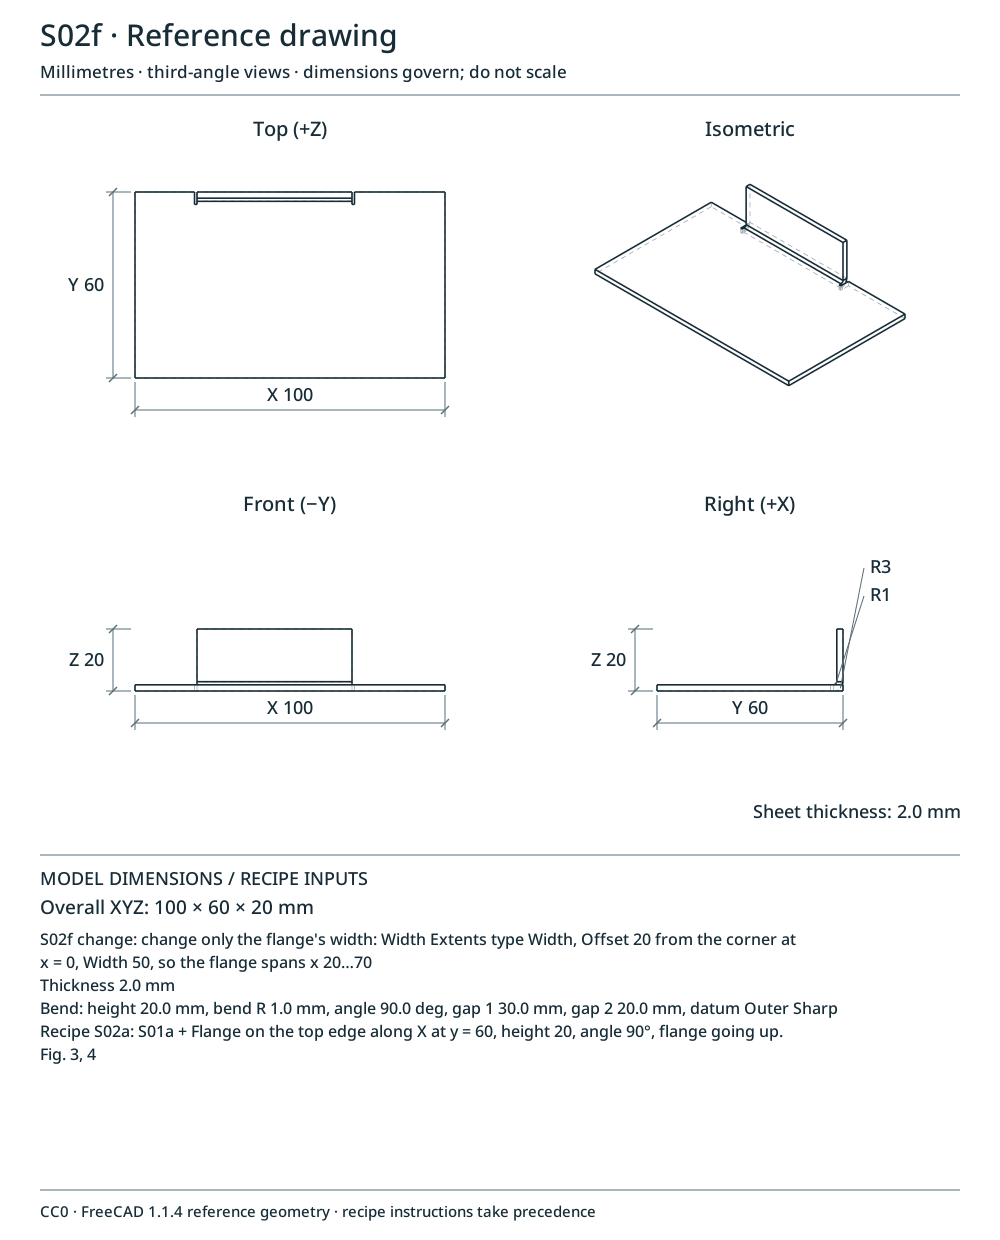 S02f · Reference drawing
Millimetres · third-angle views · dimensions govern; do not scale
Top (+Z)
Isometric
Y 60
X 100
Front (−Y)
Right (+X)
R3
R1
Z 20
X 100
Z 20
Y 60
Sheet thickness: 2.0 mm
MODEL DIMENSIONS / RECIPE INPUTS
Overall XYZ: 100 × 60 × 20 mm
S02f change: change only the flange's width: Width Extents type Width, Offset 20 from the corner at
x = 0, Width 50, so the flange spans x 20…70
Thickness 2.0 mm
Bend: height 20.0 mm, bend R 1.0 mm, angle 90.0 deg, gap 1 30.0 mm, gap 2 20.0 mm, datum Outer Sharp
Recipe S02a: S01a + Flange on the top edge along X at y = 60, height 20, angle 90°, flange going up.
Fig. 3, 4
CC0 · FreeCAD 1.1.4 reference geometry · recipe instructions take precedence